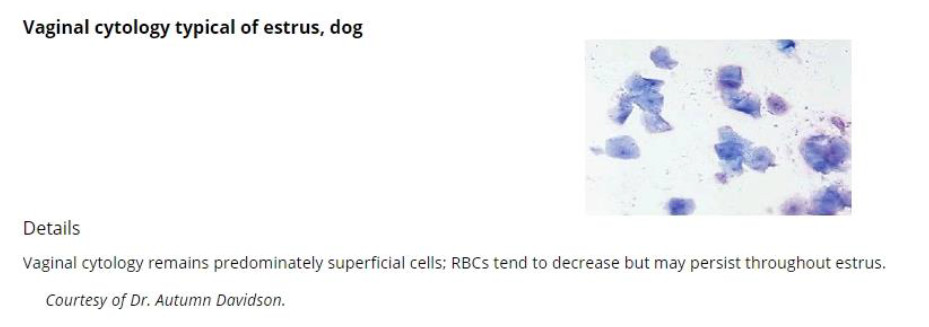 Vaginal cytology typical of estrus, dog
Details
Vaginal cytology remains predominately superficial cells; RBCs tend to decrease but may persist throughout estrus.
Courtesy of Dr. Autumn Davidson.